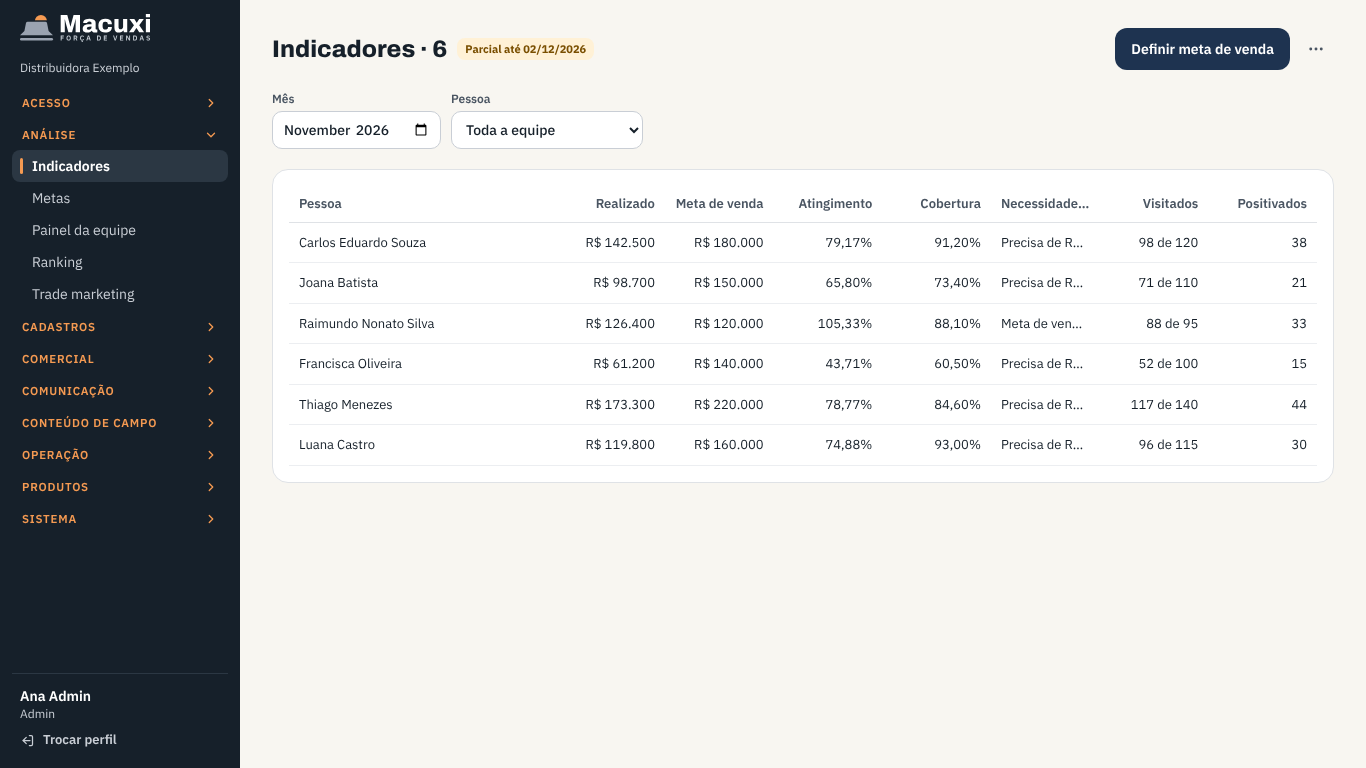 Macuxi
FORÇA DE VENDAS
Distribuidora Exemplo
ACESSO
ANÁLISE
Indicadores
Metas
Painel da equipe
Ranking
Trade marketing
CADASTROS
COMERCIAL
COMUNICAÇÃO
CONTEÚDO DE CAMPO
OPERAÇÃO
PRODUTOS
SISTEMA
Ana Admin
Admin
Trocar perfil
Indicadores · 6 Parcial até 02/12/2026
Definir meta de venda
Mês Pessoa
November 2026 Toda a equipe
Pessoa Realizado Meta de venda Atingimento Cobertura Necessidade... Visitados Positivados
Carlos Eduardo Souza R$ 142.500 R$ 180.000 79,17% 91,20% Precisa de R... 98 de 120 38
Joana Batista R$ 98.700 R$ 150.000 65,80% 73,40% Precisa de R... 71 de 110 21
Raimundo Nonato Silva R$ 126.400 R$ 120.000 105,33% 88,10% Meta de ven... 88 de 95 33
Francisca Oliveira R$ 61.200 R$ 140.000 43,71% 60,50% Precisa de R... 52 de 100 15
Thiago Menezes R$ 173.300 R$ 220.000 78,77% 84,60% Precisa de R... 117 de 140 44
Luana Castro R$ 119.800 R$ 160.000 74,88% 93,00% Precisa de R... 96 de 115 30